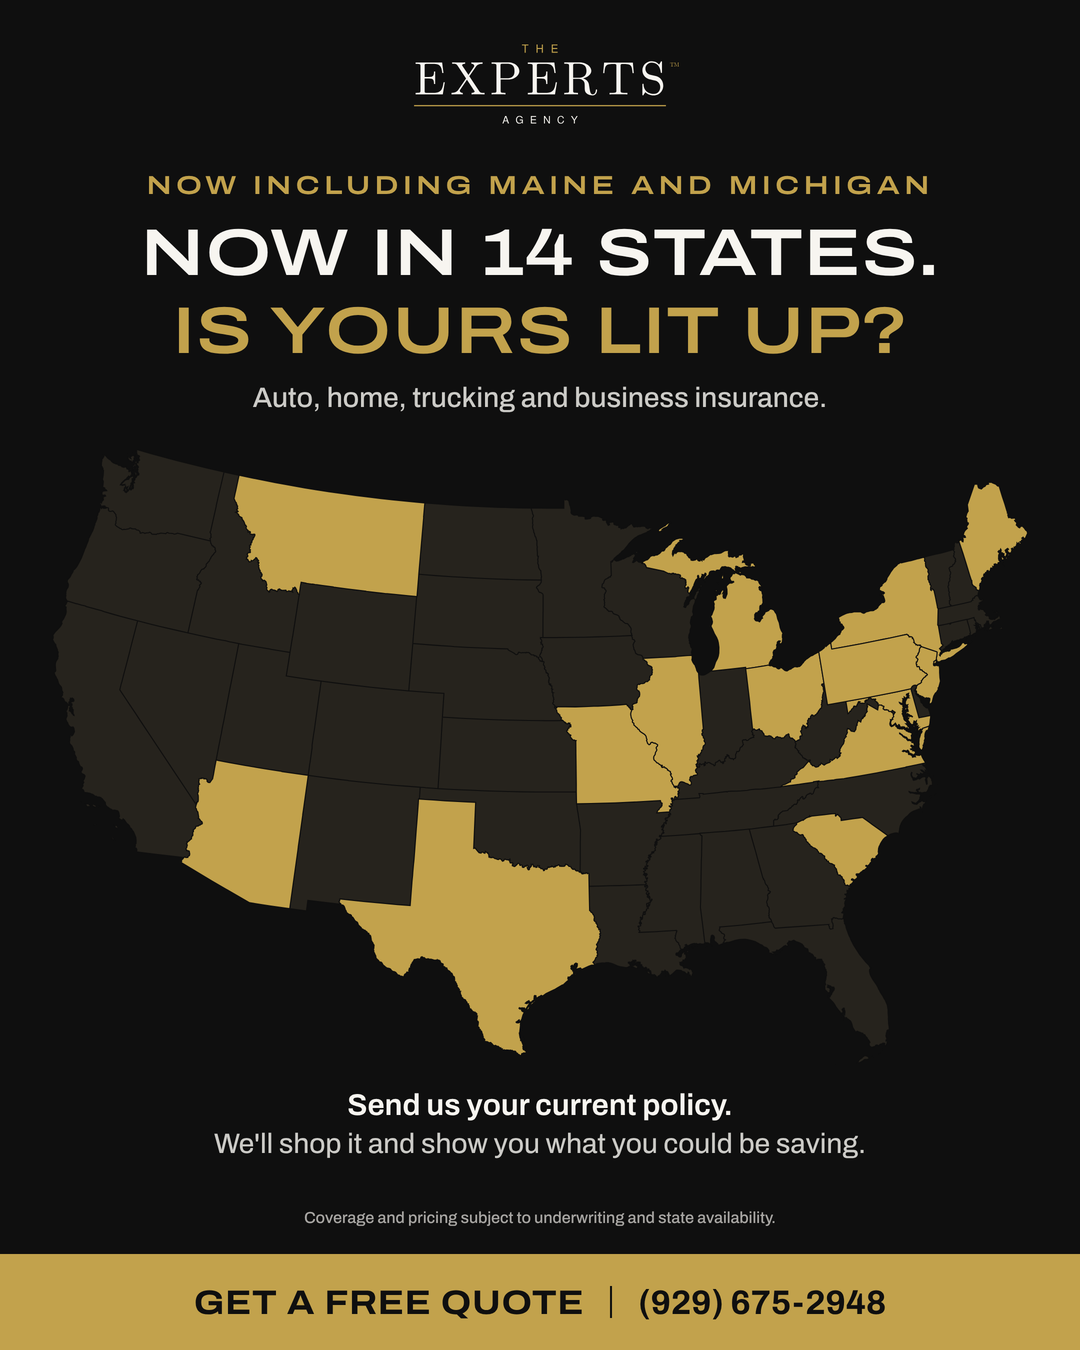 THE
EXPERTS™
AGENCY
NOW INCLUDING MAINE AND MICHIGAN
NOW IN 14 STATES.
IS YOURS LIT UP?
Auto, home, trucking and business insurance.
Send us your current policy.
We'll shop it and show you what you could be saving.
Coverage and pricing subject to underwriting and state availability.
GET A FREE QUOTE | (929) 675-2948